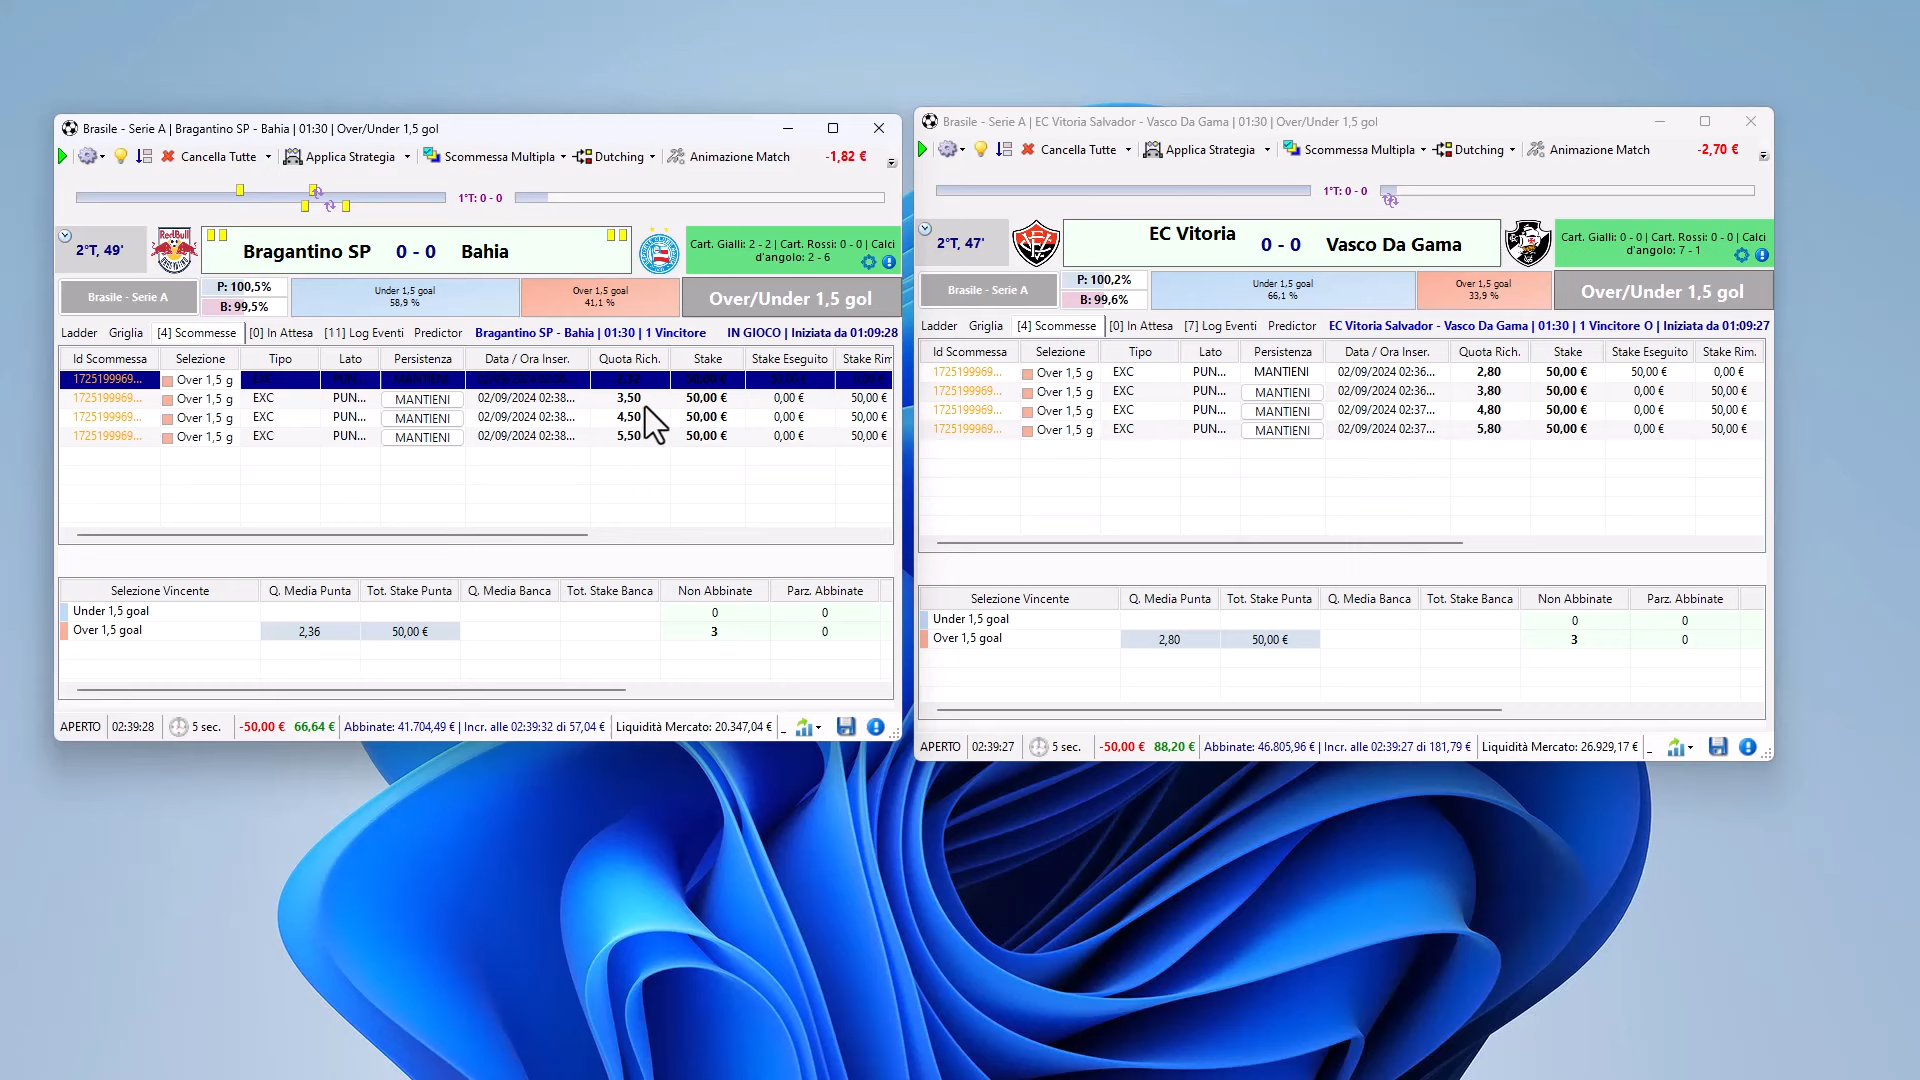 Brasile - Serie A | Bragantino SP - Bahia | 01:30 | Over/Under 1,5 gol
Cancella Tutte
Applica Strategia
Scommessa Multipla
Dutching
Animazione Match
-1,82 €
1°T: 0 - 0
2°T, 49'
Bragantino SP
0 - 0
Bahia
Cart. Gialli: 2 - 2 | Cart. Rossi: 0 - 0 | Calci
d'angolo: 2 - 6
Brasile - Serie A
P: 100,5%
B: 99,5%
Under 1,5 goal
58,9 %
Over 1,5 goal
41,1 %
Over/Under 1,5 gol
Ladder Griglia [4] Scommesse [0] In Attesa [11] Log Eventi Predictor Bragantino SP - Bahia | 01:30 | 1 Vincitore IN GIOCO | Iniziata da 01:09:28
Id Scommessa Selezione Tipo Lato Persistenza Data / Ora Inser. Quota Rich. Stake Stake Eseguito Stake Rim
1725199969... Over 1,5 g
1725199969... Over 1,5 g EXC PUN... MANTIENI 02/09/2024 02:38... 3,50 50,00 € 0,00 € 50,00 €
1725199969... Over 1,5 g EXC PUN... MANTIENI 02/09/2024 02:38... 4,50 50,00 € 0,00 € 50,00 €
1725199969... Over 1,5 g EXC PUN... MANTIENI 02/09/2024 02:38... 5,50 50,00 € 0,00 € 50,00 €
Selezione Vincente Q. Media Punta Tot. Stake Punta Q. Media Banca Tot. Stake Banca Non Abbinate Parz. Abbinate
Under 1,5 goal 0 0
Over 1,5 goal 2,36 50,00 € 3 0
APERTO 02:39:28 5 sec. -50,00 € 66,64 € Abbinate: 41.704,49 € | Incr. alle 02:39:32 di 57,04 € Liquidità Mercato: 20.347,04 €
Brasile - Serie A | EC Vitoria Salvador - Vasco Da Gama | 01:30 | Over/Under 1,5 gol
Cancella Tutte
Applica Strategia
Scommessa Multipla
Dutching
Animazione Match
-2,70 €
1°T: 0 - 0
2°T, 47'
EC Vitoria
0 - 0
Vasco Da Gama
Cart. Gialli: 0 - 0 | Cart. Rossi: 0 - 0 | Calci
d'angolo: 7 - 1
Brasile - Serie A
P: 100,2%
B: 99,6%
Under 1,5 goal
66,1 %
Over 1,5 goal
33,9 %
Over/Under 1,5 gol
Ladder Griglia [4] Scommesse [0] In Attesa [7] Log Eventi Predictor EC Vitoria Salvador - Vasco Da Gama | 01:30 | 1 Vincitore O | Iniziata da 01:09:27
Id Scommessa Selezione Tipo Lato Persistenza Data / Ora Inser. Quota Rich. Stake Stake Eseguito Stake Rim.
1725199969... Over 1,5 g EXC PUN... MANTIENI 02/09/2024 02:36... 2,80 50,00 € 50,00 € 0,00 €
1725199969... Over 1,5 g EXC PUN... MANTIENI 02/09/2024 02:36... 3,80 50,00 € 0,00 € 50,00 €
1725199969... Over 1,5 g EXC PUN... MANTIENI 02/09/2024 02:37... 4,80 50,00 € 0,00 € 50,00 €
1725199969... Over 1,5 g EXC PUN... MANTIENI 02/09/2024 02:37... 5,80 50,00 € 0,00 € 50,00 €
Selezione Vincente Q. Media Punta Tot. Stake Punta Q. Media Banca Tot. Stake Banca Non Abbinate Parz. Abbinate
Under 1,5 goal 0 0
Over 1,5 goal 2,80 50,00 € 3 0
APERTO 02:39:27 5 sec. -50,00 € 88,20 € Abbinate: 46.805,96 € | Incr. alle 02:39:27 di 181,79 € Liquidità Mercato: 26.929,17 €